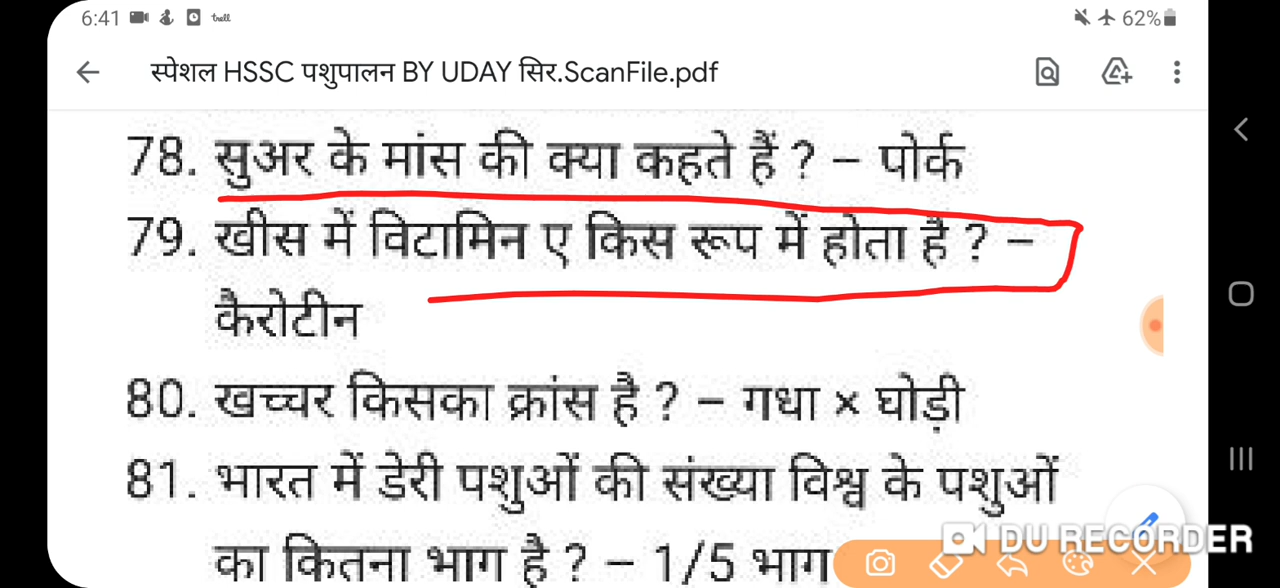 6:41 trell 62%
स्पेशल HSSC पशुपालन BY UDAY सिर.ScanFile.pdf
78. सुअर के मांस की क्या कहते हैं ? – पोर्क
79. खीस में विटामिन ए किस रूप में होता है ? –
कैरोटीन
80. खच्चर किसका क्रांस है ? – गधा × घोड़ी
81. भारत में डेरी पशुओं की संख्या विश्व के पशुओं
का कितना भाग है ? – 1/5 भाग
DU RECORDER